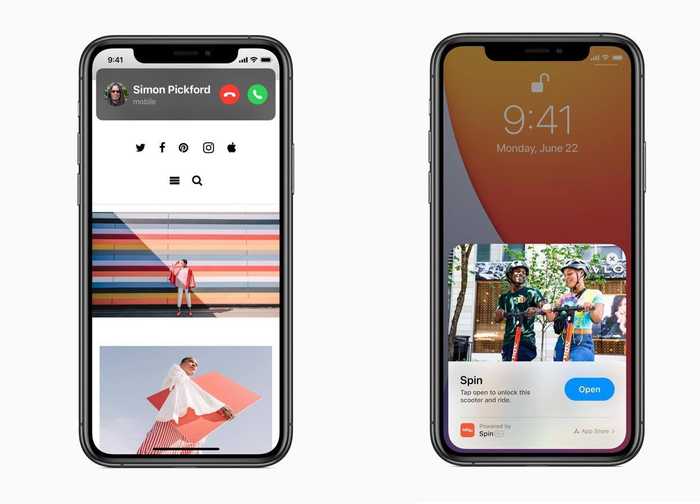 9:41
Simon Pickford
mobile
9:41
Monday, June 22
Spin
Tap open to unlock this
scooter and ride.
Open
Powered by
Spin
App Store